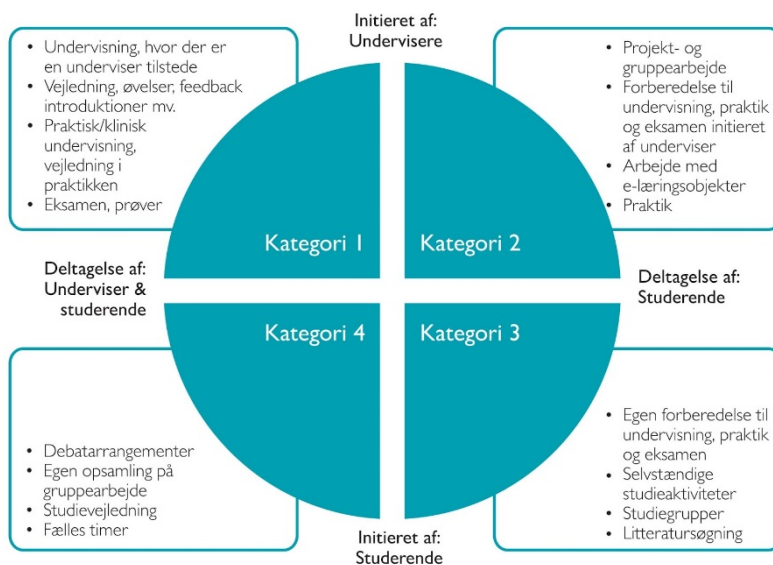 Initieret af:
Undervisere
• Undervisning, hvor der er
en underviser tilstede
• Vejledning, øvelser, feedback
introduktioner mv.
• Praktisk/klinisk
undervisning,
vejledning i
praktikken
• Eksamen, prøver
• Projekt- og
gruppearbejde
• Forberedelse til
undervisning, praktik
og eksamen initieret
af underviser
• Arbejde med
e-læringsobjekter
• Praktik
Kategori 1
Kategori 2
Deltagelse af:
Underviser &
studerende
Deltagelse af:
Studerende
Kategori 4
Kategori 3
• Debatarrangementer
• Egen opsamling på
gruppearbejde
• Studievejledning
• Fælles timer
• Egen forberedelse til
undervisning, praktik
og eksamen
• Selvstændige
studieaktiviteter
• Studiegrupper
• Litteratursøgning
Initieret af:
Studerende